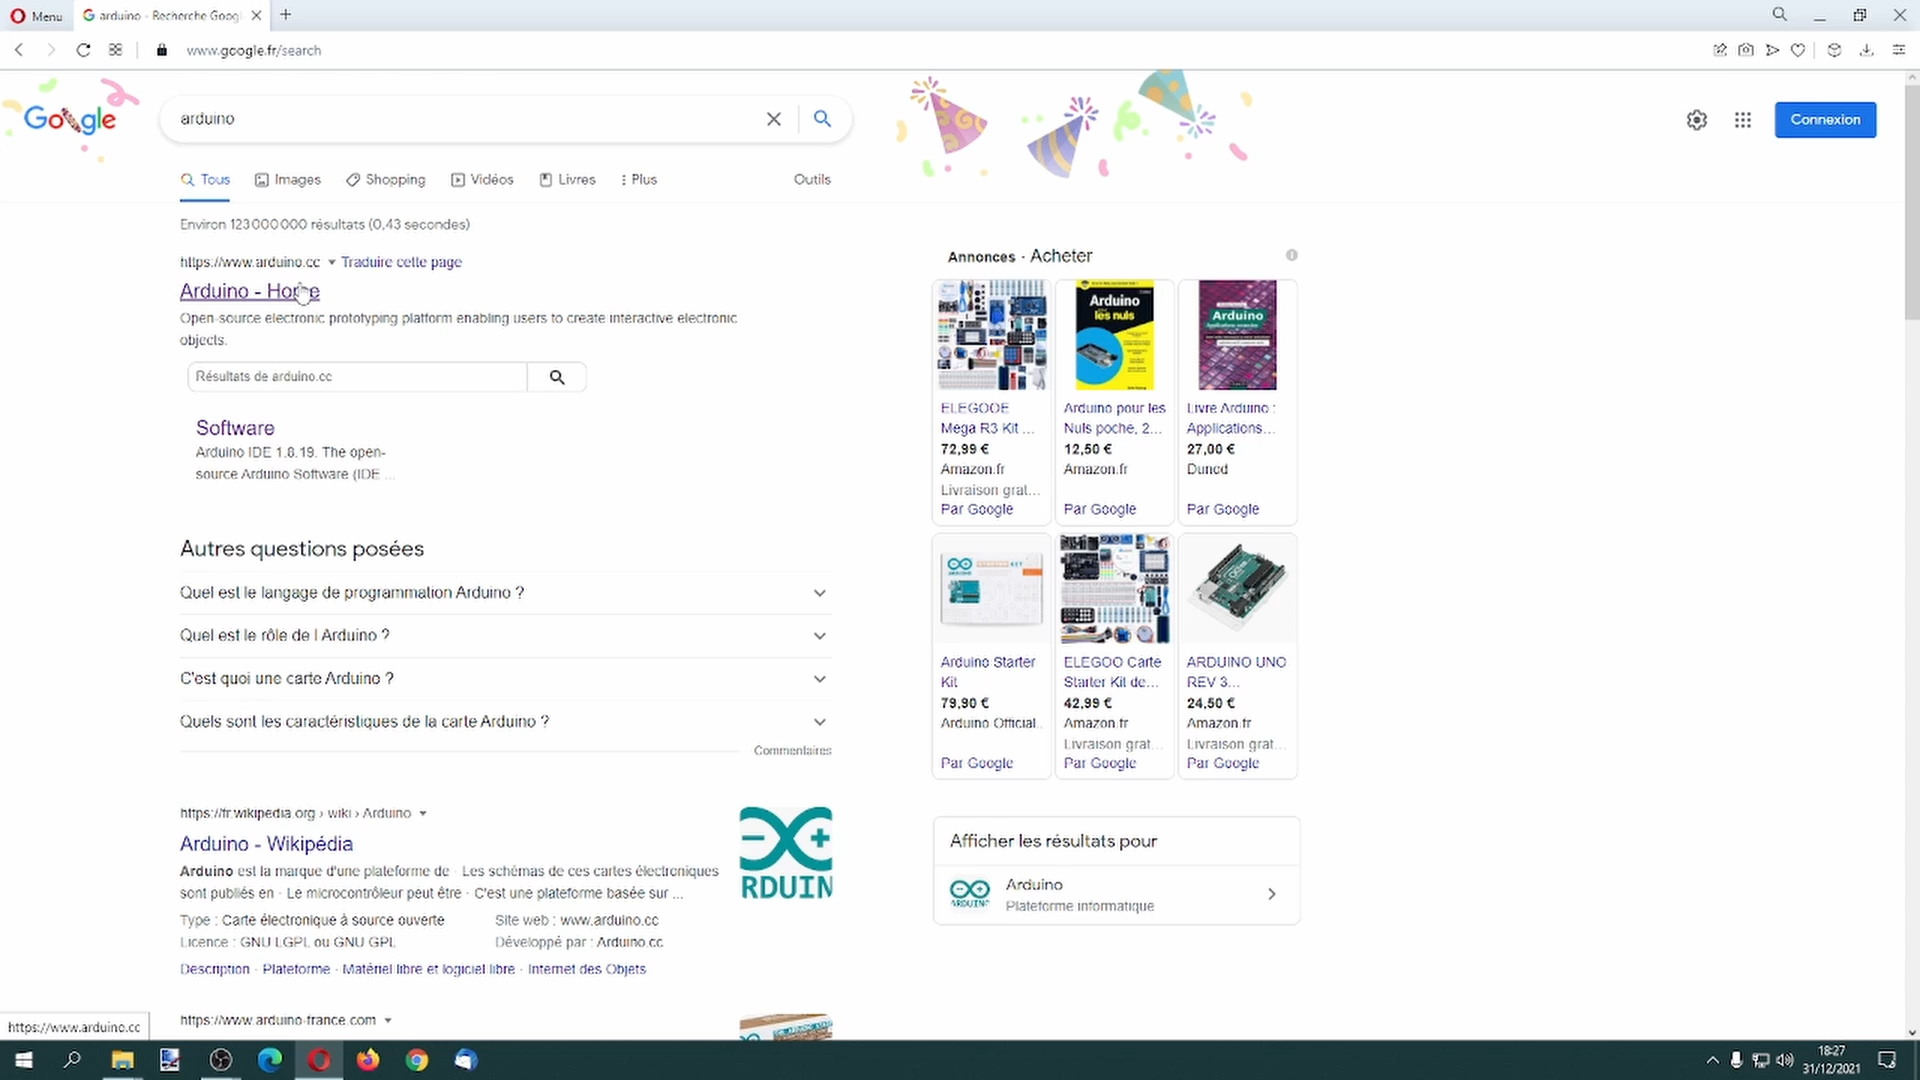 Menu
arduino - Recherche Googl
www.google.fr/search
Google
arduino
Connexion
Tous Images Shopping Vidéos Livres Plus Outils
Environ 123 000 000 résultats (0,43 secondes)
https://www.arduino.cc Traduire cette page
Arduino - Home
Open-source electronic prototyping platform enabling users to create interactive electronic
objects.
Résultats de arduino.cc
Software
Arduino IDE 1.8.19. The open-
source Arduino Software (IDE ...
Autres questions posées
Quel est le langage de programmation Arduino ?
Quel est le rôle de l Arduino ?
C'est quoi une carte Arduino ?
Quels sont les caractéristiques de la carte Arduino ?
Commentaires
https://fr.wikipedia.org › wiki › Arduino
Arduino - Wikipédia
Arduino est la marque d'une plateforme de · Les schémas de ces cartes électroniques
sont publiés en · Le microcontrôleur peut être · C'est une plateforme basée sur ...
Type : Carte électronique à source ouverte Site web : www.arduino.cc
Licence : GNU LGPL ou GNU GPL Développé par : Arduino.cc
Description · Plateforme · Matériel libre et logiciel libre · Internet des Objets
RDUIN
https://www.arduino-france.com
Annonces · Acheter
Arduino
les nuls
Arduino
ELEGOOE
Mega R3 Kit ...
72,99 €
Amazon.fr
Livraison grat...
Par Google
Arduino pour les
Nuls poche, 2...
12,50 €
Amazon.fr
Par Google
Livre Arduino :
Applications...
27,00 €
Dunod
Par Google
Arduino Starter
Kit
79,90 €
Arduino Official...
Par Google
ELEGOO Carte
Starter Kit de...
42,99 €
Amazon.fr
Livraison grat...
Par Google
ARDUINO UNO
REV 3...
24,50 €
Amazon.fr
Livraison grat...
Par Google
Afficher les résultats pour
ARDUINO
Arduino
Plateforme informatique
https://www.arduino.cc
18:27
31/12/2021